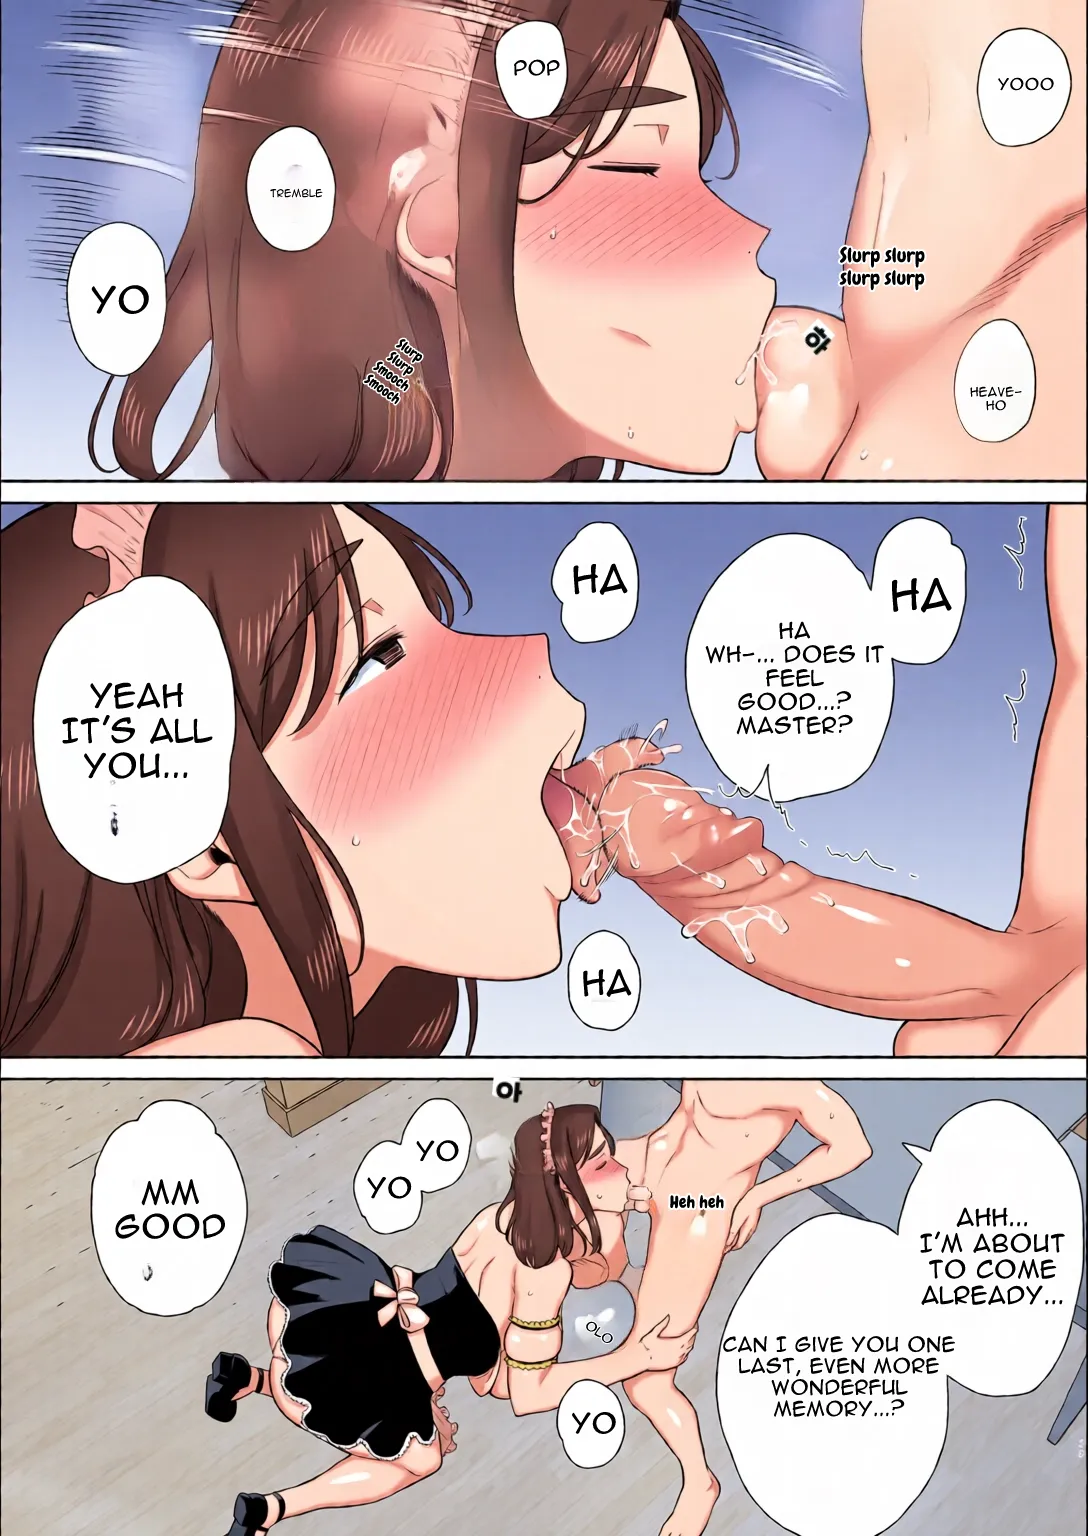 POP
YOOO
TREMBLE
YO
Slurp slurp
slurp slurp
Slurp
Slurp
Smooch
Smooch
하
HEAVE-
HO
HA
HA
HA
WH-... DOES IT
FEEL
GOOD...?
MASTER?
YEAH
IT'S ALL
YOU...
HA
아
YO
YO
MM
GOOD
Heh heh
AHH...
I'M ABOUT
TO COME
ALREADY...
OLO
CAN I GIVE YOU ONE
LAST, EVEN MORE
WONDERFUL
MEMORY...?
YO